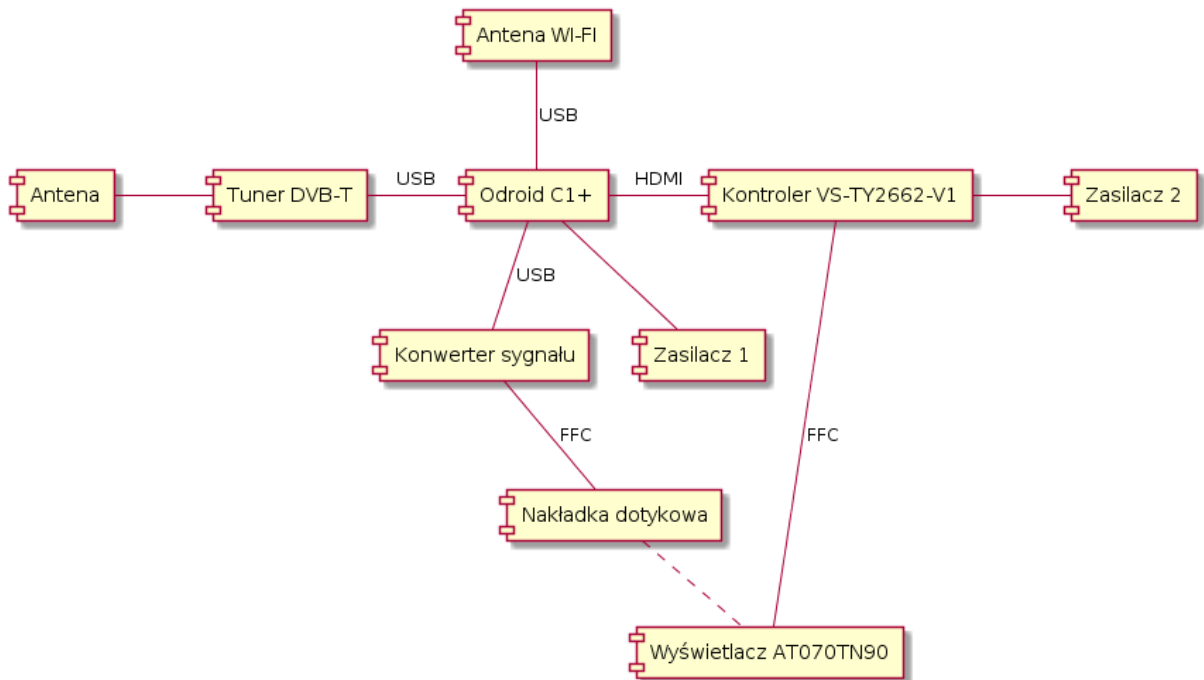 Antena WI-FI
USB
Antena
Tuner DVB-T
USB
Odroid C1+
HDMI
Kontroler VS-TY2662-V1
Zasilacz 2
USB
Konwerter sygnału
Zasilacz 1
FFC
FFC
Nakładka dotykowa
Wyświetlacz AT070TN90